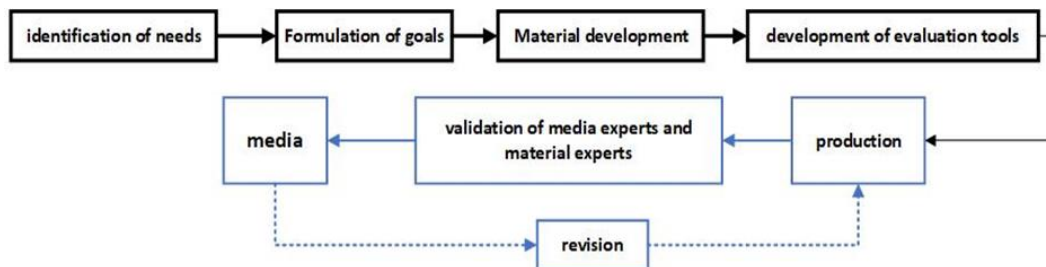 identification of needs
Formulation of goals
Material development
development of evaluation tools
media
validation of media experts and
material experts
production
revision